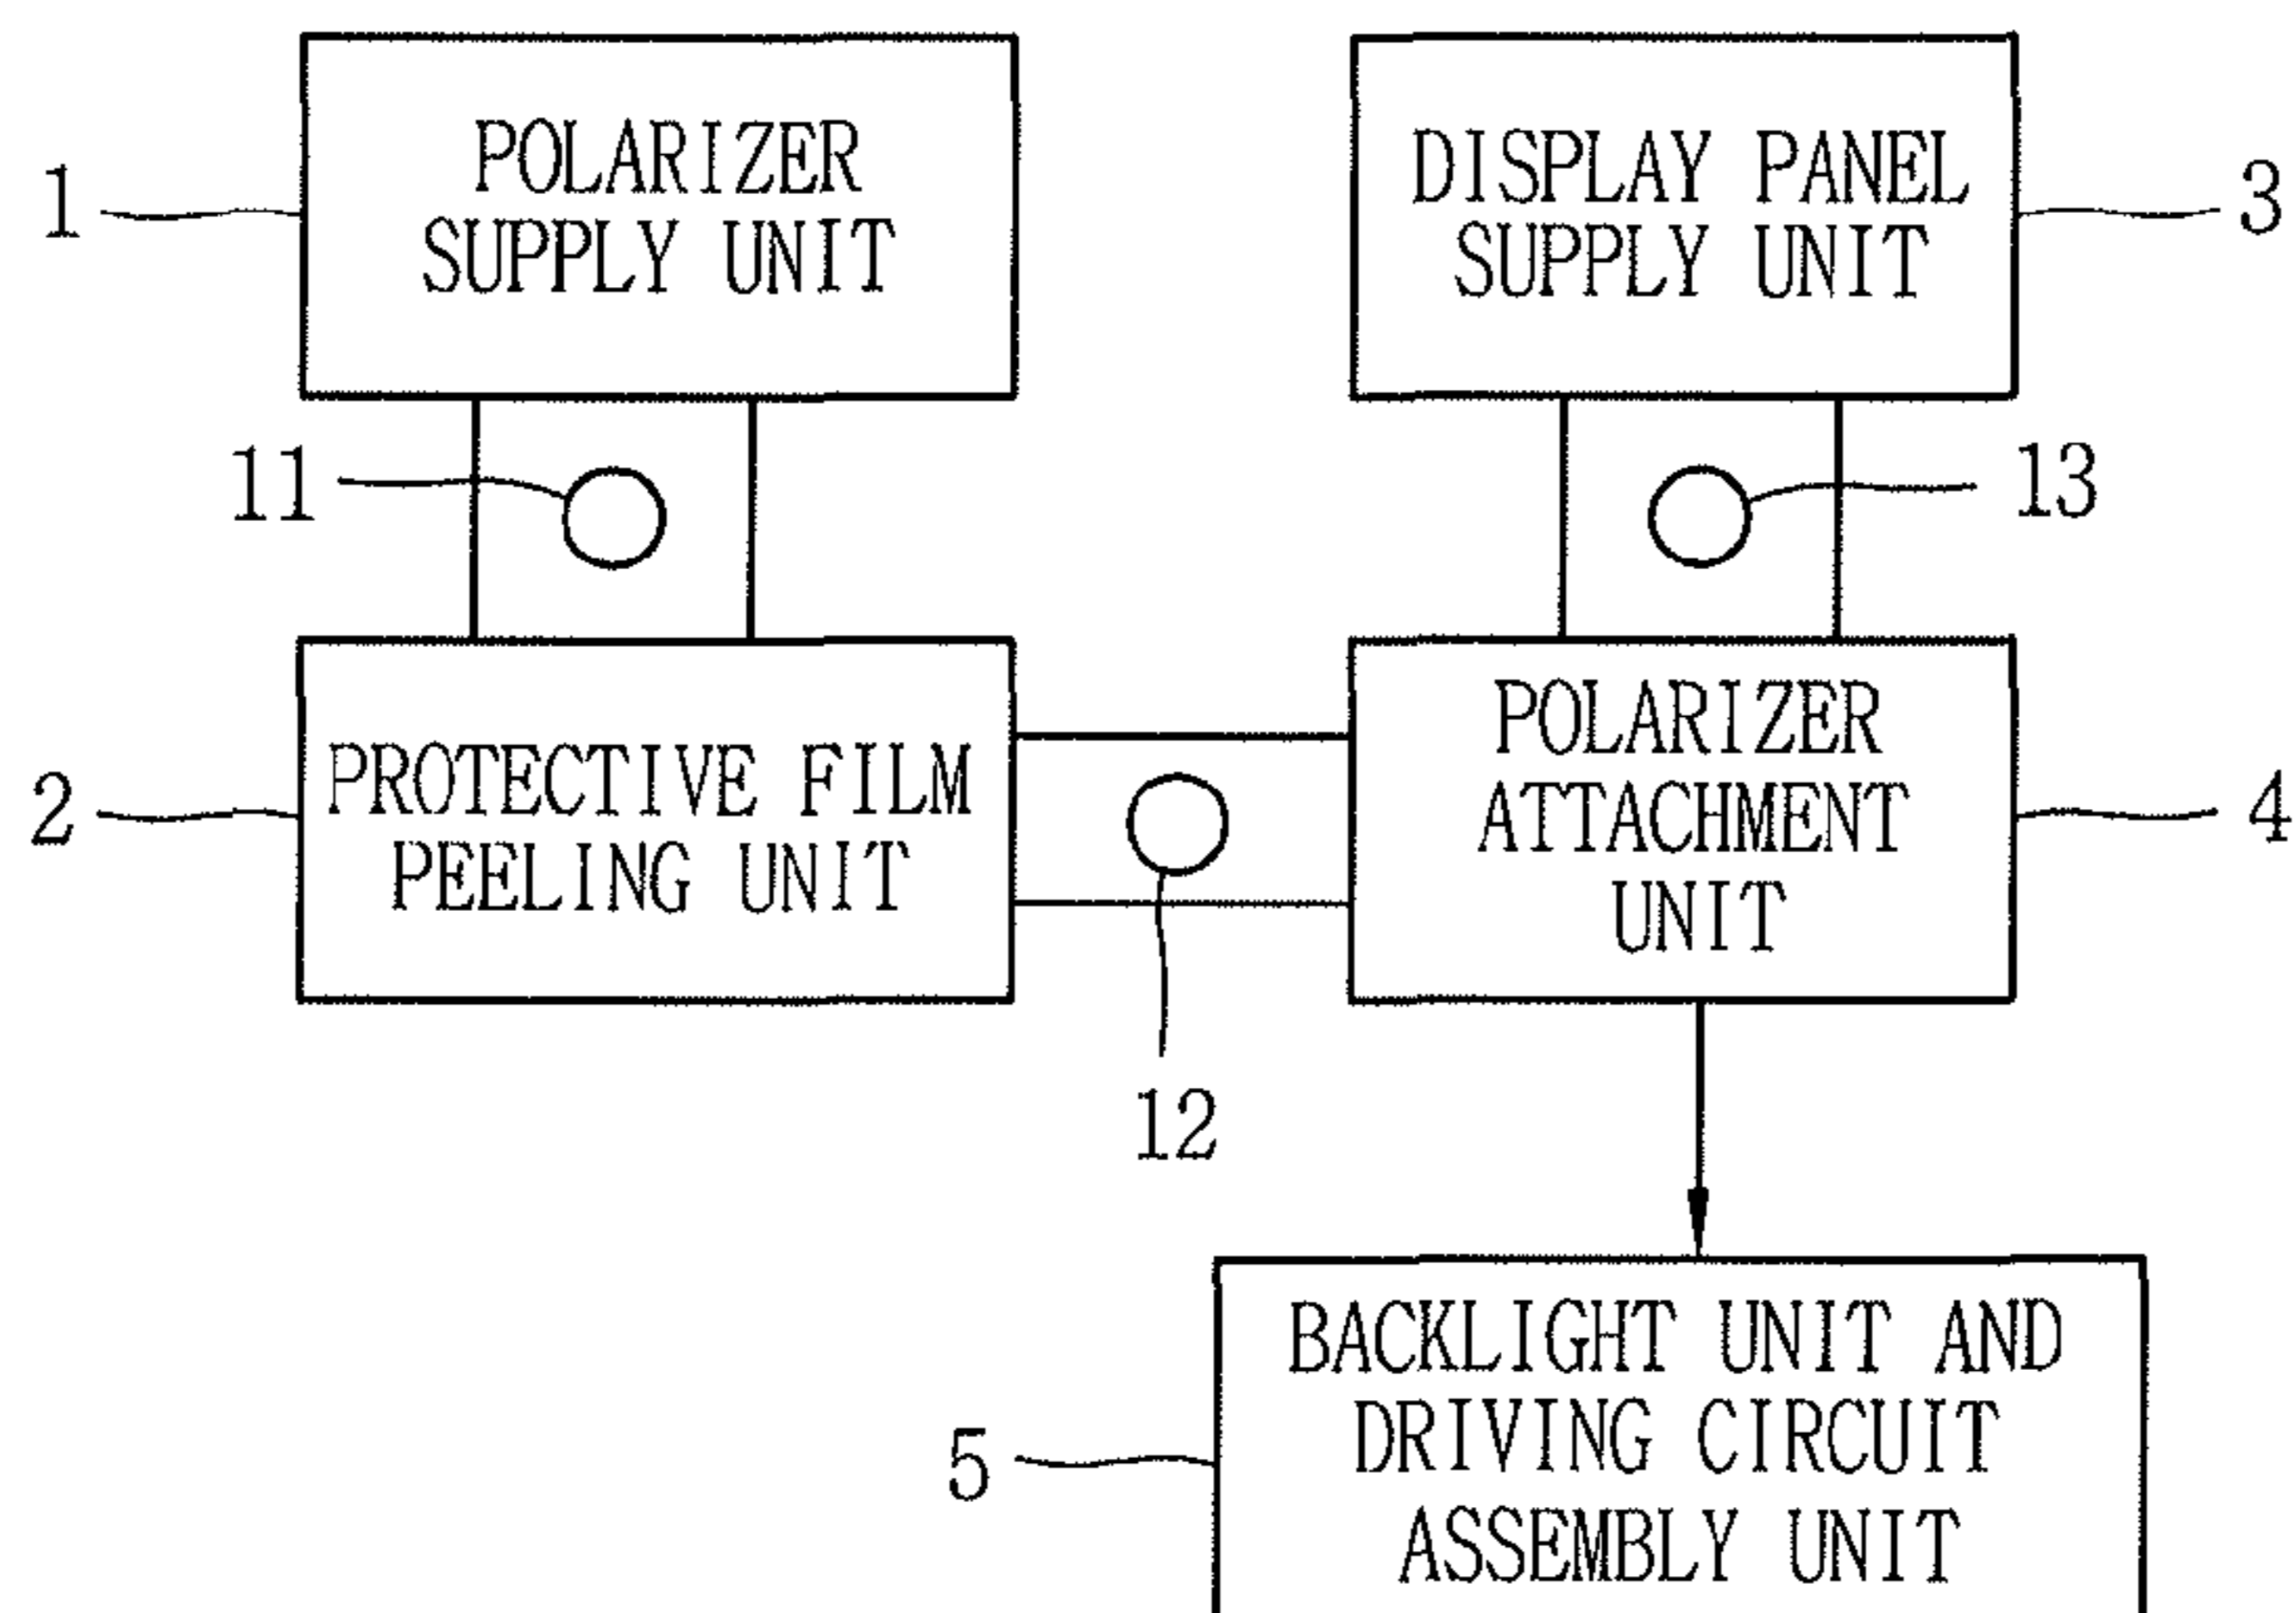 POLARIZER
SUPPLY UNIT
1
DISPLAY PANEL
SUPPLY UNIT
3
11
13
PROTECTIVE FILM
PEELING UNIT
2
12
POLARIZER
ATTACHMENT
UNIT
4
BACKLIGHT UNIT AND
DRIVING CIRCUIT
ASSEMBLY UNIT
5